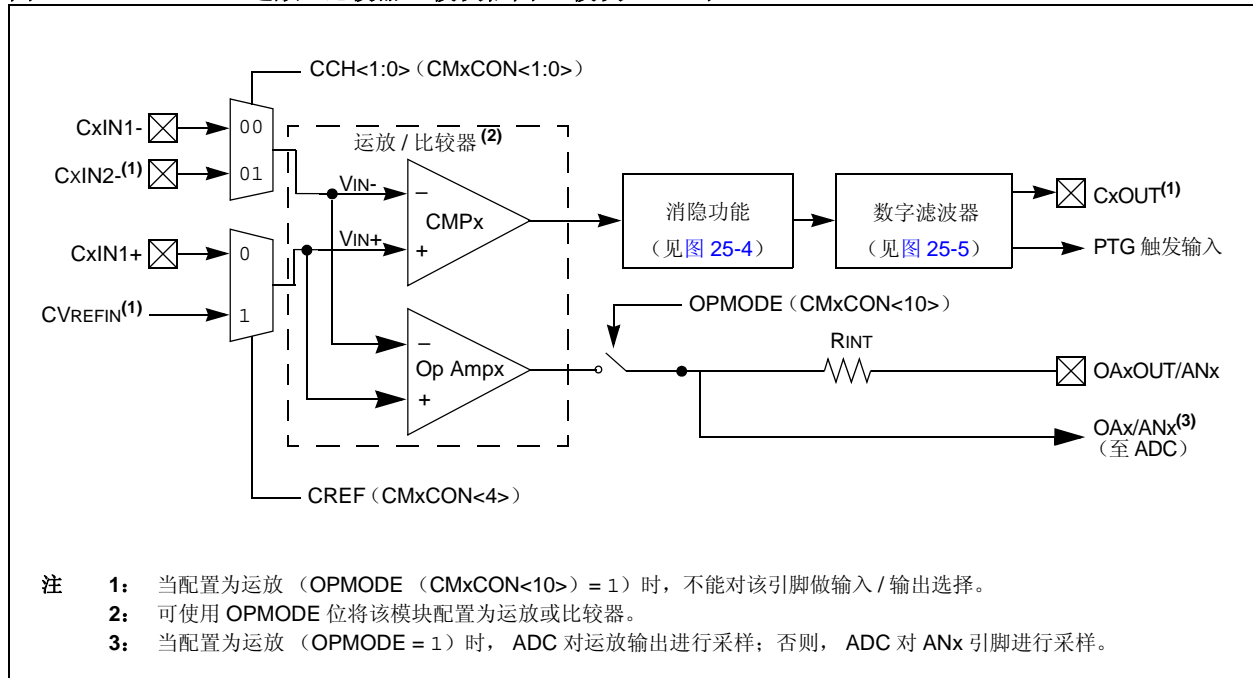 CCH<1:0>（CMxCON<1:0>）
CxIN1-
00
运放 / 比较器(2)
CxIN2-(1)
01
VIN-
–
CMPx
消隐功能
（见图 25-4）
数字滤波器
（见图 25-5）
CxOUT(1)
PTG 触发输入
CxIN1+
0
VIN+
+
CVREFIN(1)
1
OPMODE（CMxCON<10>）
–
Op Ampx
+
RINT
OAxOUT/ANx
OAx/ANx(3)
（至 ADC）
CREF（CMxCON<4>）
注 1： 当配置为运放 （OPMODE （CMxCON<10>）= 1）时，不能对该引脚做输入 / 输出选择。
2： 可使用 OPMODE 位将该模块配置为运放或比较器。
3： 当配置为运放 （OPMODE = 1）时， ADC 对运放输出进行采样；否则， ADC 对 ANx 引脚进行采样。